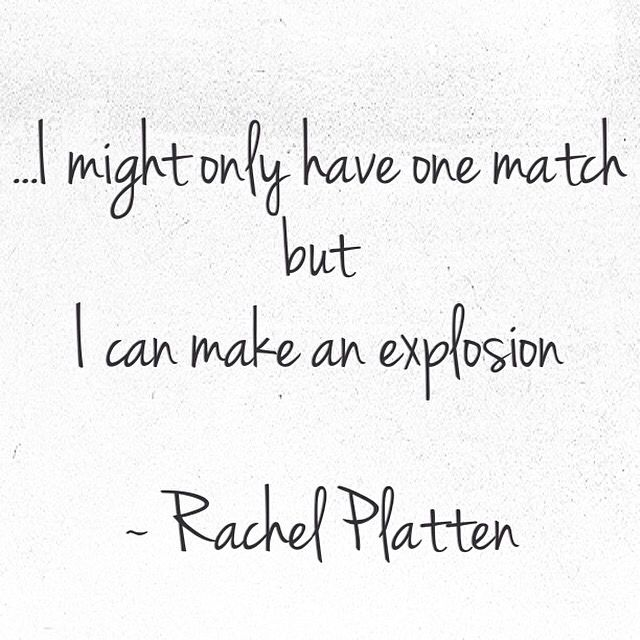 ...I might only have one match
but
I can make an explosion
~ Rachel Platten